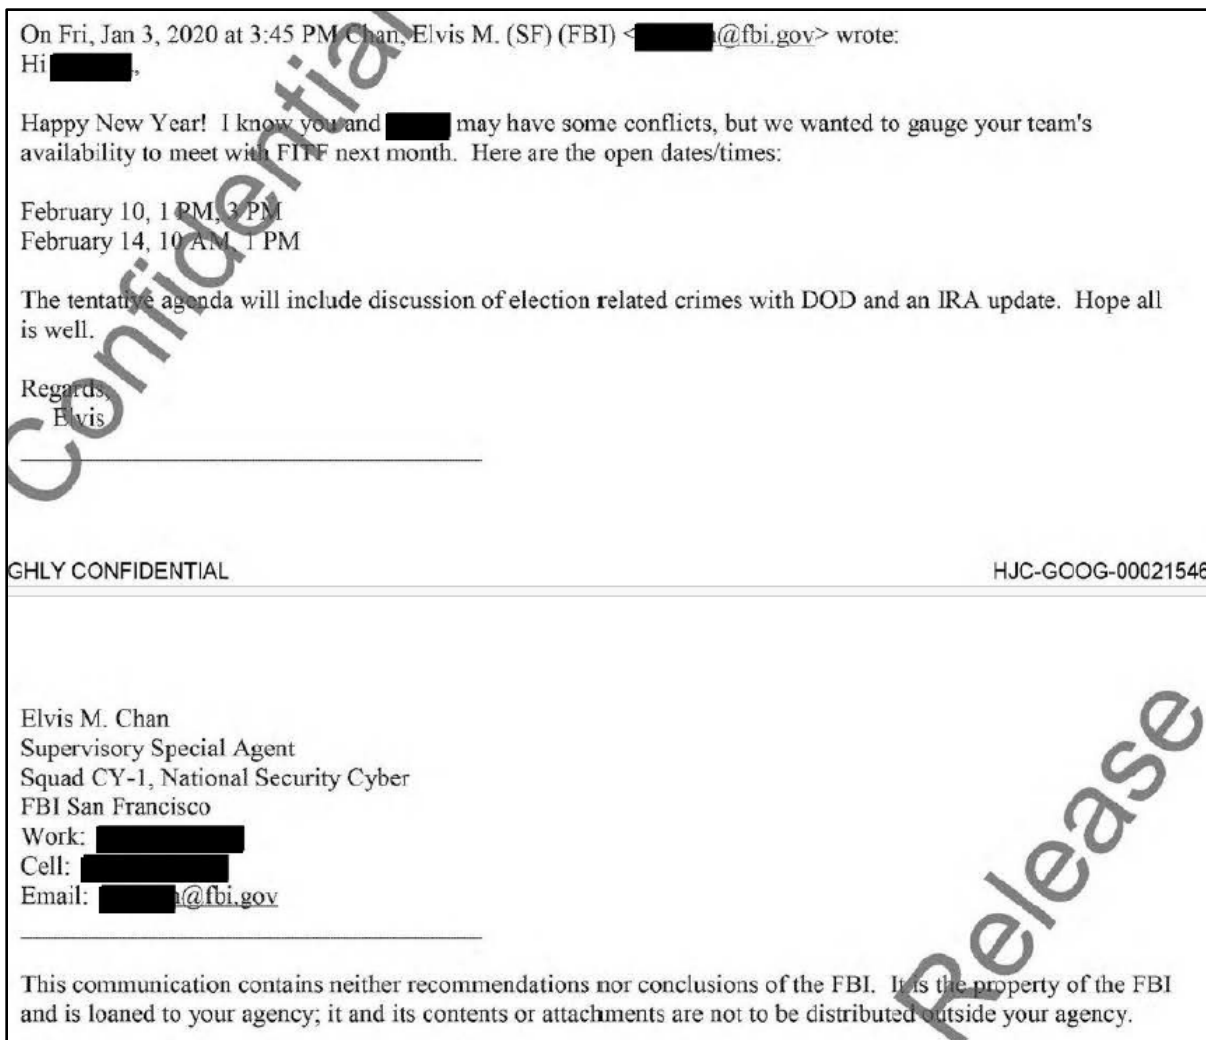 On Fri, Jan 3, 2020 at 3:45 PM Chan, Elvis M. (SF) (FBI) < @fbi.gov> wrote:
Hi ,
Happy New Year! I know you and may have some conflicts, but we wanted to gauge your team's
availability to meet with FITF next month. Here are the open dates/times:
February 10, 1 PM, 3 PM
February 14, 10 AM, 1 PM
The tentative agenda will include discussion of election related crimes with DOD and an IRA update. Hope all
is well.
Regards,
Elvis
Confidential
GHLY CONFIDENTIAL
HJC-GOOG-00021546
Elvis M. Chan
Supervisory Special Agent
Squad CY-1, National Security Cyber
FBI San Francisco
Work:
Cell:
Email: @fbi.gov
This communication contains neither recommendations nor conclusions of the FBI. It is the property of the FBI
and is loaned to your agency; it and its contents or attachments are not to be distributed outside your agency.
Release